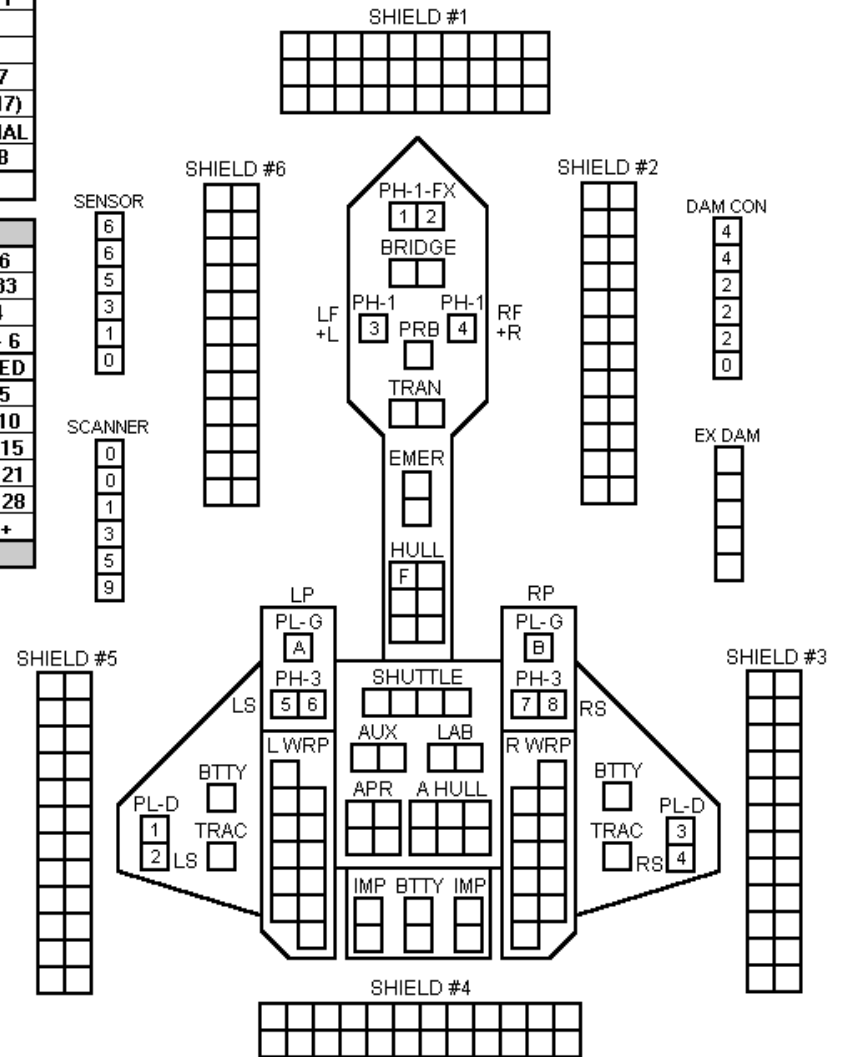 SHIELD #1
7
17)
B
SHIELD #6
SHIELD #2
SENSOR
6
6
5
3
1
0
PH-1-FX
1 2
BRIDGE
DAM CON
4
4
2
2
2
0
6
33
- 6
ED
5
10
15
21
28
+
LF
+L
PH-1
3
PRB
PH-1
4
RF
+R
TRAN
SCANNER
0
0
1
3
5
9
EMER
EX DAM
HULL
F
LP
RP
PL-G
A
PL-G
B
SHIELD #5
SHIELD #3
LS
PH-3
5 6
SHUTTLE
PH-3
7 8
RS
L WRP
AUX
LAB
R WRP
BTTY
BTTY
APR
A HULL
PL-D
1
2
LS
TRAC
TRAC
PL-D
3
4
RS
IMP BTTY IMP
SHIELD #4